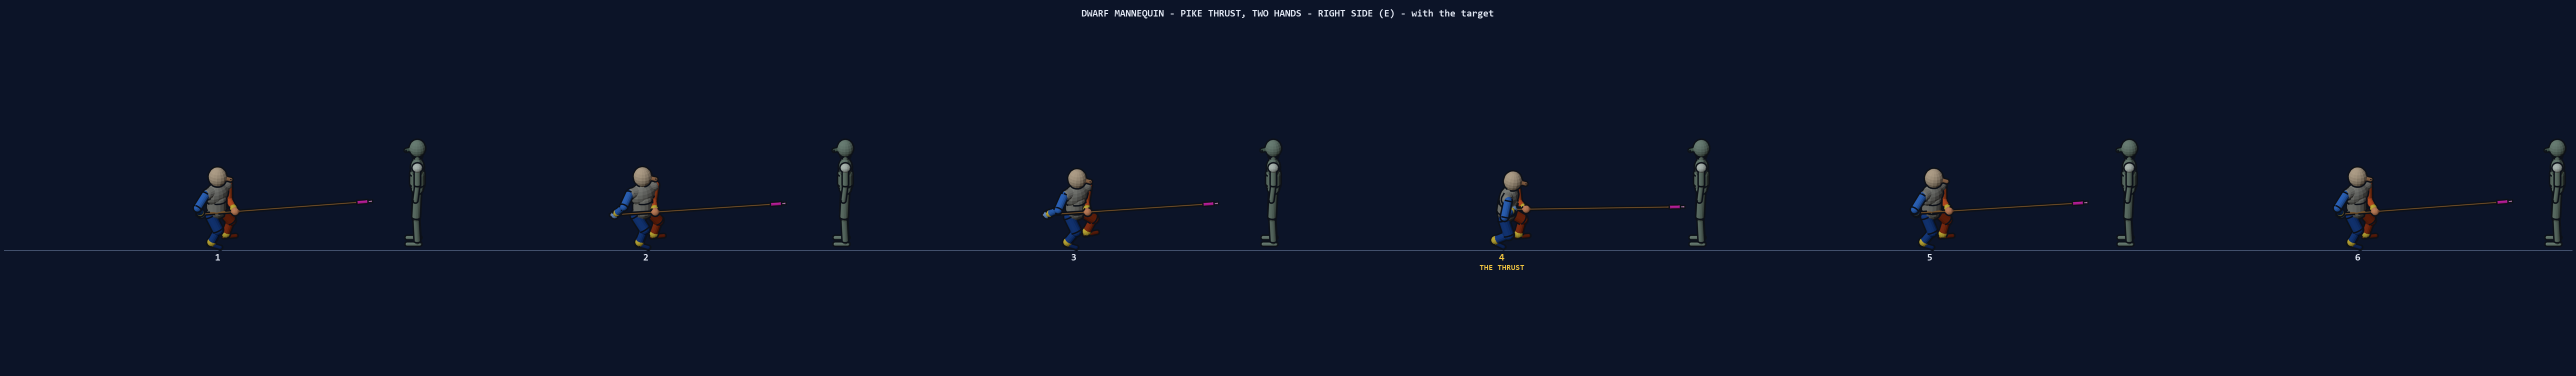 DWARF MANNEQUIN - PIKE THRUST, TWO HANDS - RIGHT SIDE (E) - with the target
1 2 3 4 5 6
THE THRUST